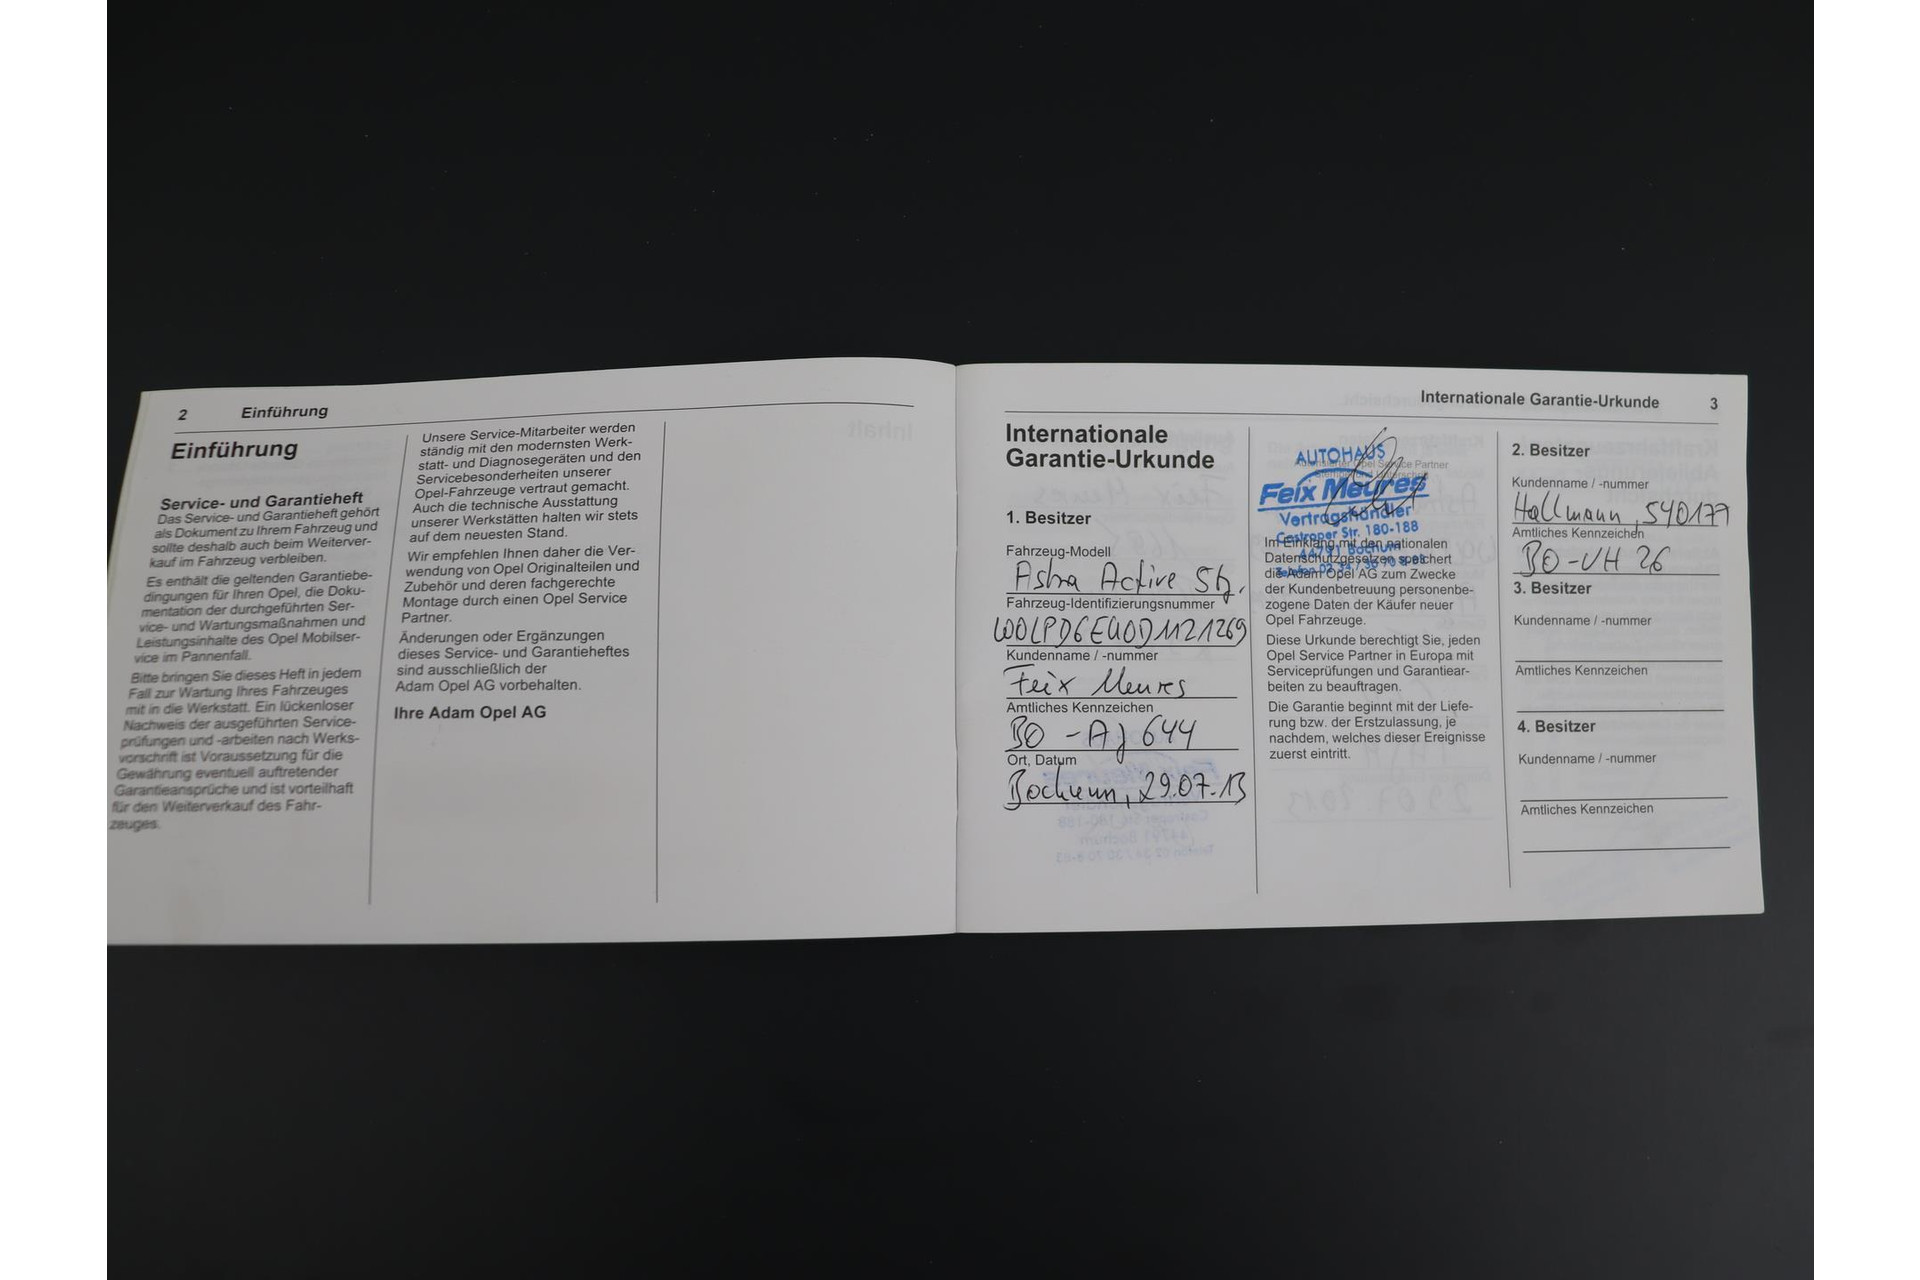 2 Einführung
Einführung
Service- und Garantieheft
Das Service- und Garantieheft gehört
als Dokument zu Ihrem Fahrzeug und
sollte deshalb auch beim Weiterver-
kauf im Fahrzeug verbleiben.
Es enthält die geltenden Garantiebe-
dingungen für Ihren Opel, die Doku-
mentation der durchgeführten Ser-
vice- und Wartungsmaßnahmen und
Leistungsinhalte des Opel Mobilser-
vice im Pannenfall.
Bitte bringen Sie dieses Heft in jedem
Fall zur Wartung Ihres Fahrzeuges
mit in die Werkstatt. Ein lückenloser
Nachweis der ausgeführten Service-
prüfungen und -arbeiten nach Werks-
vorschrift ist Voraussetzung für die
Gewährung eventuell auftretender
Garantieansprüche und ist vorteilhaft
für den Weiterverkauf des Fahr-
zeuges.
Unsere Service-Mitarbeiter werden
ständig mit den modernsten Werk-
statt- und Diagnosegeräten und den
Servicebesonderheiten unserer
Opel-Fahrzeuge vertraut gemacht.
Auch die technische Ausstattung
unserer Werkstätten halten wir stets
auf dem neuesten Stand.
Wir empfehlen Ihnen daher die Ver-
wendung von Opel Originalteilen und
Zubehör und deren fachgerechte
Montage durch einen Opel Service
Partner.
Änderungen oder Ergänzungen
dieses Service- und Garantieheftes
sind ausschließlich der
Adam Opel AG vorbehalten.
Ihre Adam Opel AG
Internationale Garantie-Urkunde 3
Internationale
Garantie-Urkunde
1. Besitzer
Fahrzeug-Modell
Astra Active Stz.
Fahrzeug-Identifizierungsnummer
W0LPD6EU0D1121269
Kundenname / -nummer
Feix Meures
Amtliches Kennzeichen
BO - AJ 644
Ort, Datum
Bochum, 29.07.13
AUTOHAUS
Service Partner
Feix Meures
Vertragshändler
Castroper Str. 180-188
44791 Bochum
Im Einklang mit den nationalen
Datenschutzgesetzen speichert
die Adam Opel AG zum Zwecke
der Kundenbetreuung personenbe-
zogene Daten der Käufer neuer
Opel Fahrzeuge.
Diese Urkunde berechtigt Sie, jeden
Opel Service Partner in Europa mit
Serviceprüfungen und Garantiear-
beiten zu beauftragen.
Die Garantie beginnt mit der Liefe-
rung bzw. der Erstzulassung, je
nachdem, welches dieser Ereignisse
zuerst eintritt.
2. Besitzer
Kundenname / -nummer
Hallmann, 540177
Amtliches Kennzeichen
BO-VH 26
3. Besitzer
Kundenname / -nummer
Amtliches Kennzeichen
4. Besitzer
Kundenname / -nummer
Amtliches Kennzeichen